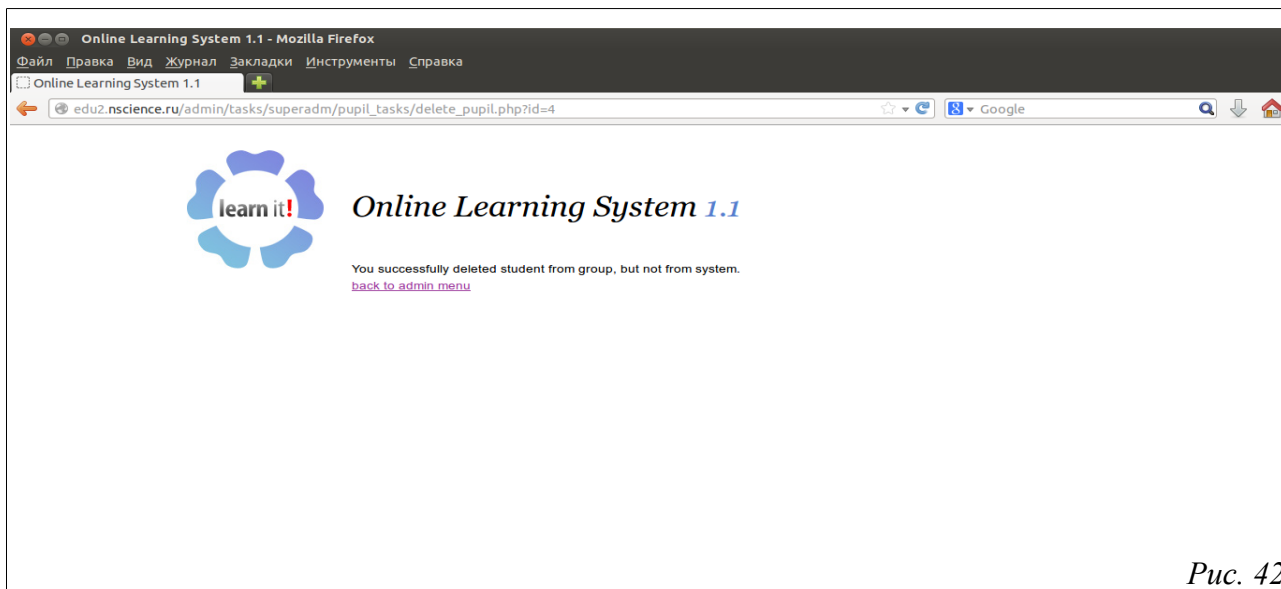 Online Learning System 1.1 - Mozilla Firefox
Файл Правка Вид Журнал Закладки Инструменты Справка
Online Learning System 1.1
edu2.nscience.ru/admin/tasks/superadm/pupil_tasks/delete_pupil.php?id=4
Google
learn it!
Online Learning System 1.1
You successfully deleted student from group, but not from system.
back to admin menu
Рис. 42